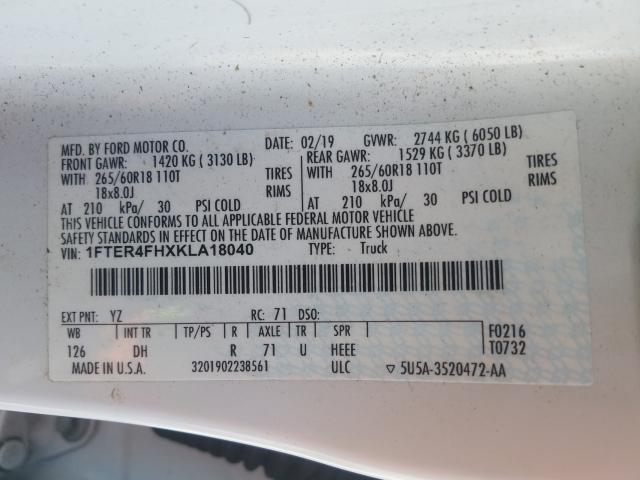 MFD. BY FORD MOTOR CO. DATE: 02/19 GVWR: 2744 KG ( 6050 LB)
FRONT GAWR: 1420 KG ( 3130 LB) REAR GAWR: 1529 KG ( 3370 LB)
WITH 265/60R18 110T TIRES WITH 265/60R18 110T TIRES
18x8.0J RIMS 18x8.0J RIMS
AT 210 kPa/ 30 PSI COLD AT 210 kPa/ 30 PSI COLD
THIS VEHICLE CONFORMS TO ALL APPLICABLE FEDERAL MOTOR VEHICLE
SAFETY STANDARDS IN EFFECT ON THE DATE OF MANUFACTURE SHOWN ABOVE.
VIN: 1FTER4FHXKLA18040 TYPE: Truck
EXT PNT: YZ RC: 71 DSO:
WB INT TR TP/PS R AXLE TR SPR F0216
126 DH R 71 U HEEE T0732
MADE IN U.S.A. 3201902238561 ULC ▽ 5U5A-3520472-AA